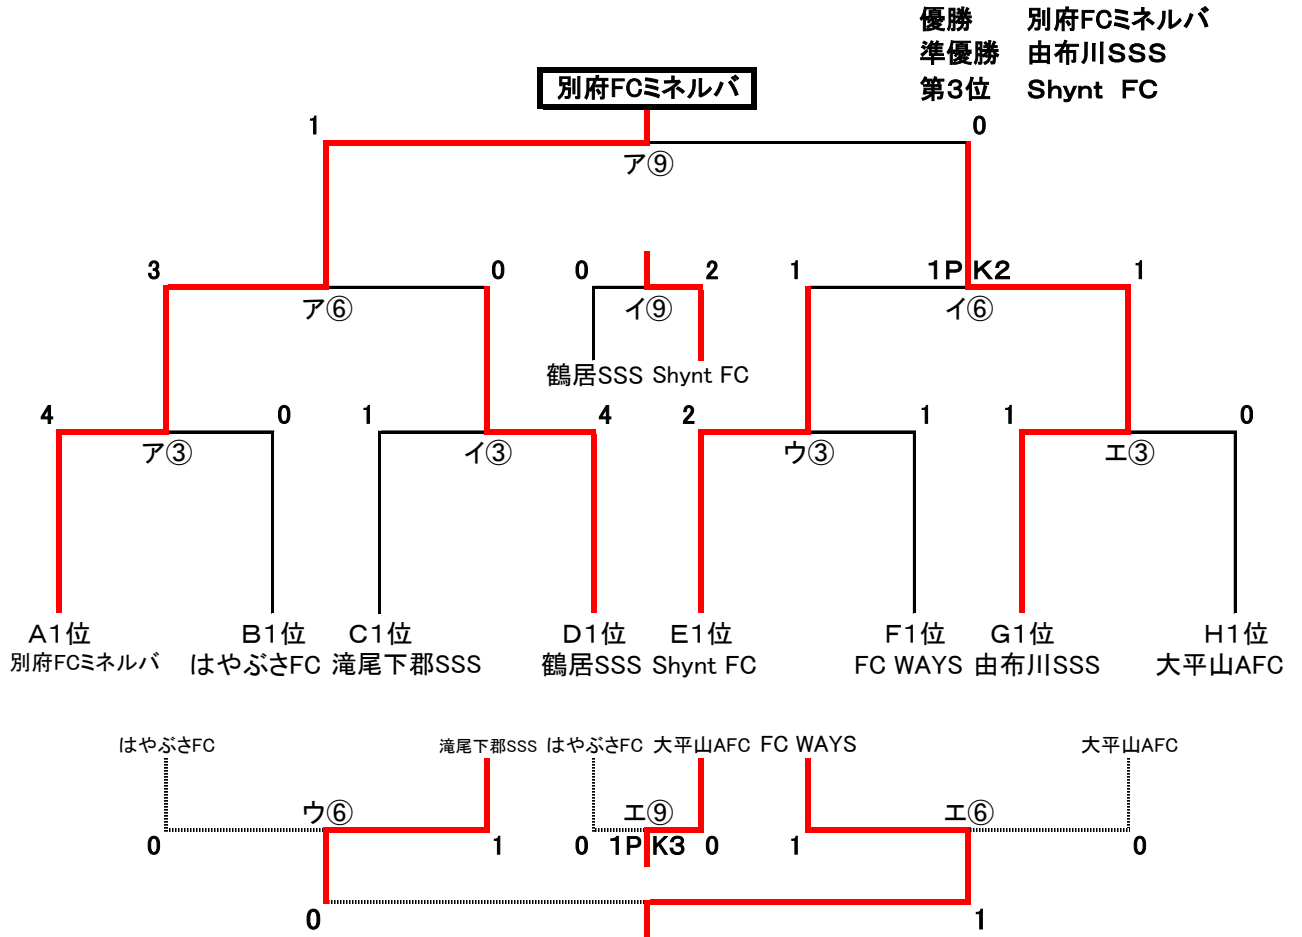 優勝 別府FCミネルバ
準優勝 由布川SSS
第3位 Shynt FC
別府FCミネルバ
1 0
ア⑨
3 0 0 2 1 1PK2 1
ア⑥ イ⑨ イ⑥
鶴居SSS Shynt FC
4 0 1 4 2 1 1 0
ア③ イ③ ウ③ エ③
A1位 B1位 C1位 D1位 E1位 F1位 G1位 H1位
別府FCミネルバ はやぶさFC 滝尾下郡SSS 鶴居SSS Shynt FC FC WAYS 由布川SSS 大平山AFC
はやぶさFC 滝尾下郡SSS はやぶさFC 大平山AFC FC WAYS 大平山AFC
ウ⑥ エ⑨ エ⑥
0 1 0 1PK3 0 1 0
0 1